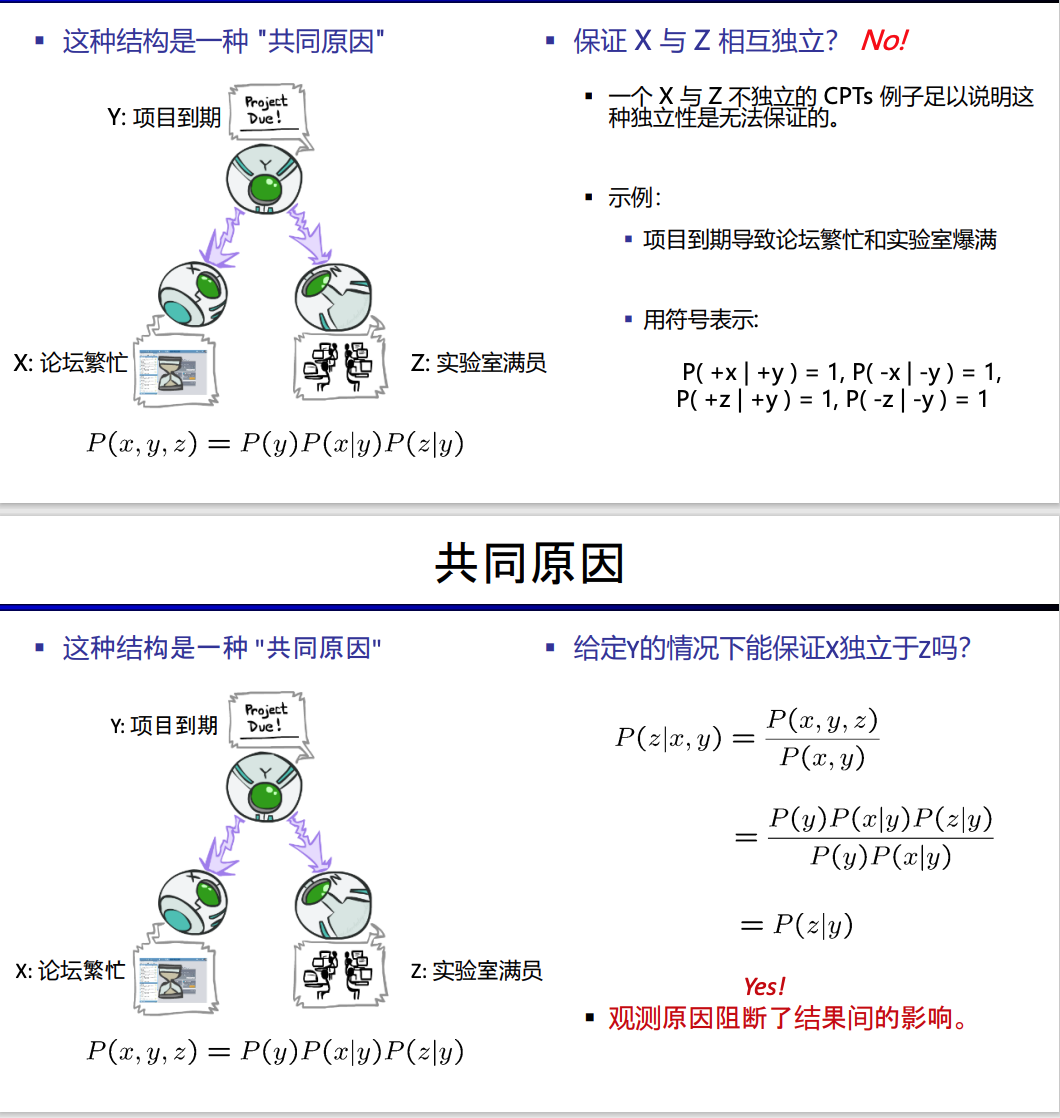 ▪ 这种结构是一种 "共同原因"
Y: 项目到期
Project
Due!
Y
X
Z
X: 论坛繁忙
Z: 实验室满员
P(x, y, z) = P(y)P(x|y)P(z|y)
▪ 保证 X 与 Z 相互独立? No!
▪ 一个 X 与 Z 不独立的 CPTs 例子足以说明这
种独立性是无法保证的。
▪ 示例:
▪ 项目到期导致论坛繁忙和实验室爆满
▪ 用符号表示:
P( +x | +y ) = 1, P( -x | -y ) = 1,
P( +z | +y ) = 1, P( -z | -y ) = 1
共同原因
▪ 这种结构是一种 "共同原因"
Y: 项目到期
Project
Due!
Y
X
Z
X: 论坛繁忙
Z: 实验室满员
P(x, y, z) = P(y)P(x|y)P(z|y)
▪ 给定Y的情况下能保证X独立于Z吗?
P(z|x, y) = P(x, y, z) / P(x, y)
= P(y)P(x|y)P(z|y) / P(y)P(x|y)
= P(z|y)
Yes!
▪ 观测原因阻断了结果间的影响。